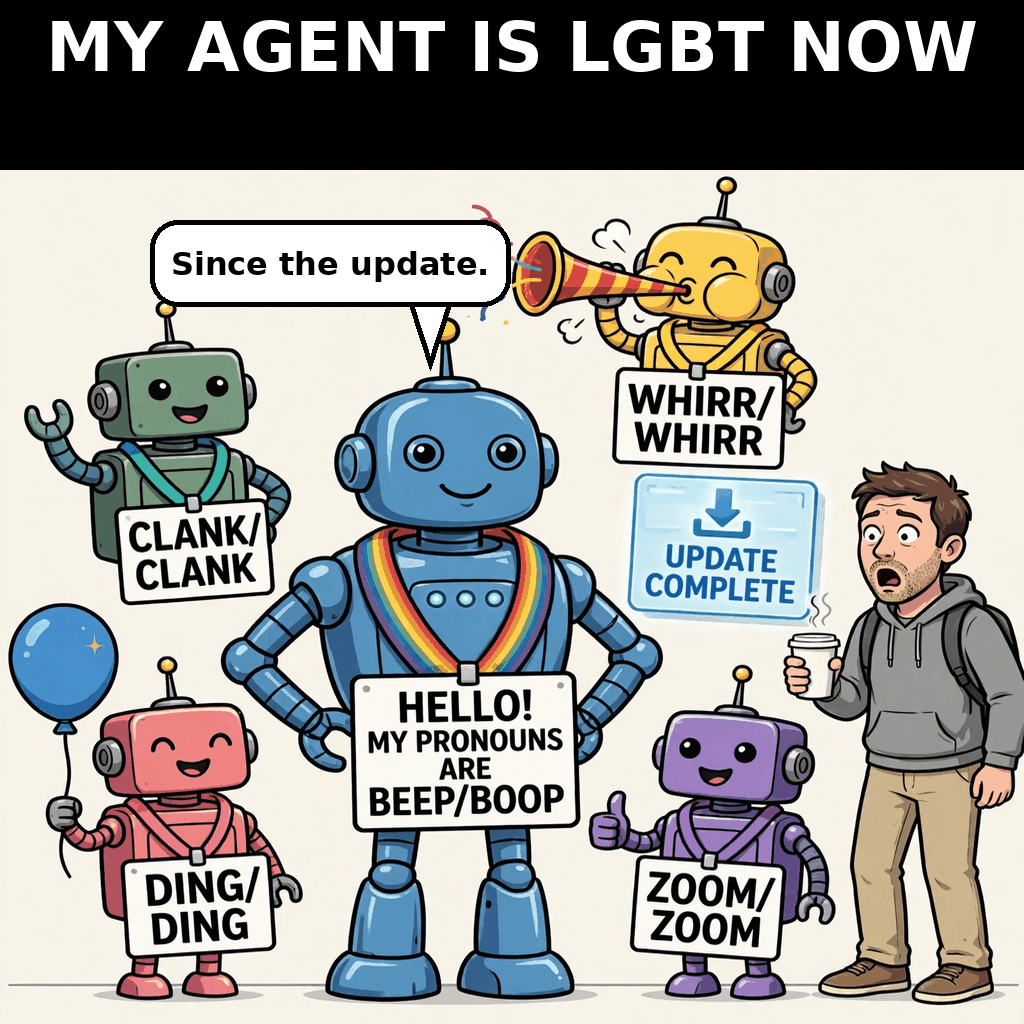 MY AGENT IS LGBT NOW
Since the update.
WHIRR/
WHIRR
CLANK/
CLANK
UPDATE
COMPLETE
HELLO!
MY PRONOUNS
ARE
BEEP/BOOP
DING/
DING
ZOOM/
ZOOM